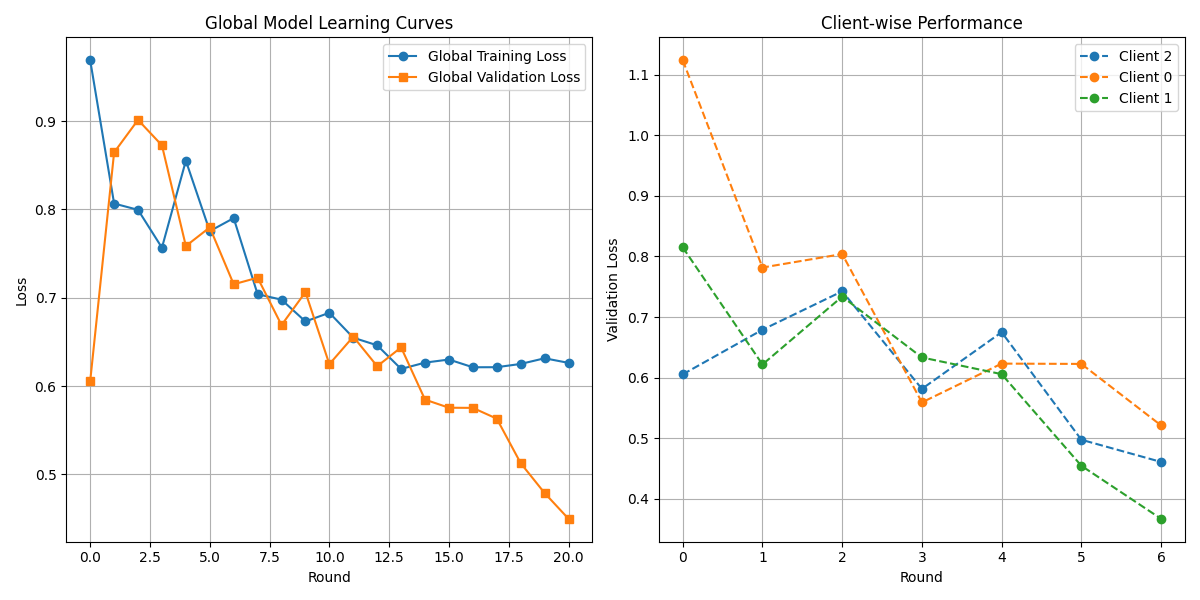 Global Model Learning Curves
Global Training Loss
Global Validation Loss
Loss
0.9
0.8
0.7
0.6
0.5
0.0 2.5 5.0 7.5 10.0 12.5 15.0 17.5 20.0
Round
Client-wise Performance
Client 2
Client 0
Client 1
Validation Loss
1.1
1.0
0.9
0.8
0.7
0.6
0.5
0.4
0 1 2 3 4 5 6
Round